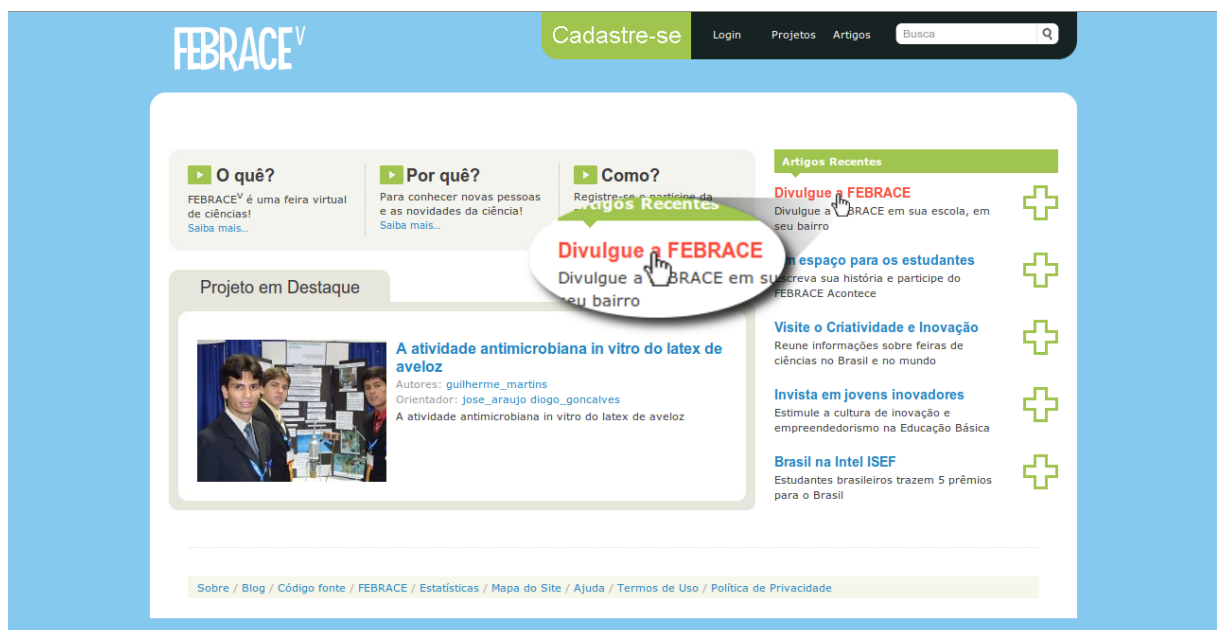 FEBRACEV
Cadastre-se
Login
Projetos
Artigos
Busca
O quê?
FEBRACEV é uma feira virtual
de ciências!
Saiba mais...
Por quê?
Para conhecer novas pessoas
e as novidades da ciência!
Saiba mais...
Como?
Registre-se e participe da
Artigos Recentes
Divulgue a FEBRACE
Divulgue a FEBRACE em su
seu bairro
Projeto em Destaque
A atividade antimicrobiana in vitro do latex de
aveloz
Autores: guilherme_martins
Orientador: jose_araujo diogo_goncalves
A atividade antimicrobiana in vitro do latex de aveloz
Artigos Recentes
Divulgue a FEBRACE
Divulgue a FEBRACE em sua escola, em
seu bairro
Um espaço para os estudantes
Escreva sua história e participe do
FEBRACE Acontece
Visite o Criatividade e Inovação
Reune informações sobre feiras de
ciências no Brasil e no mundo
Invista em jovens inovadores
Estimule a cultura de inovação e
empreendedorismo na Educação Básica
Brasil na Intel ISEF
Estudantes brasileiros trazem 5 prêmios
para o Brasil
Sobre / Blog / Código fonte / FEBRACE / Estatísticas / Mapa do Site / Ajuda / Termos de Uso / Política de Privacidade